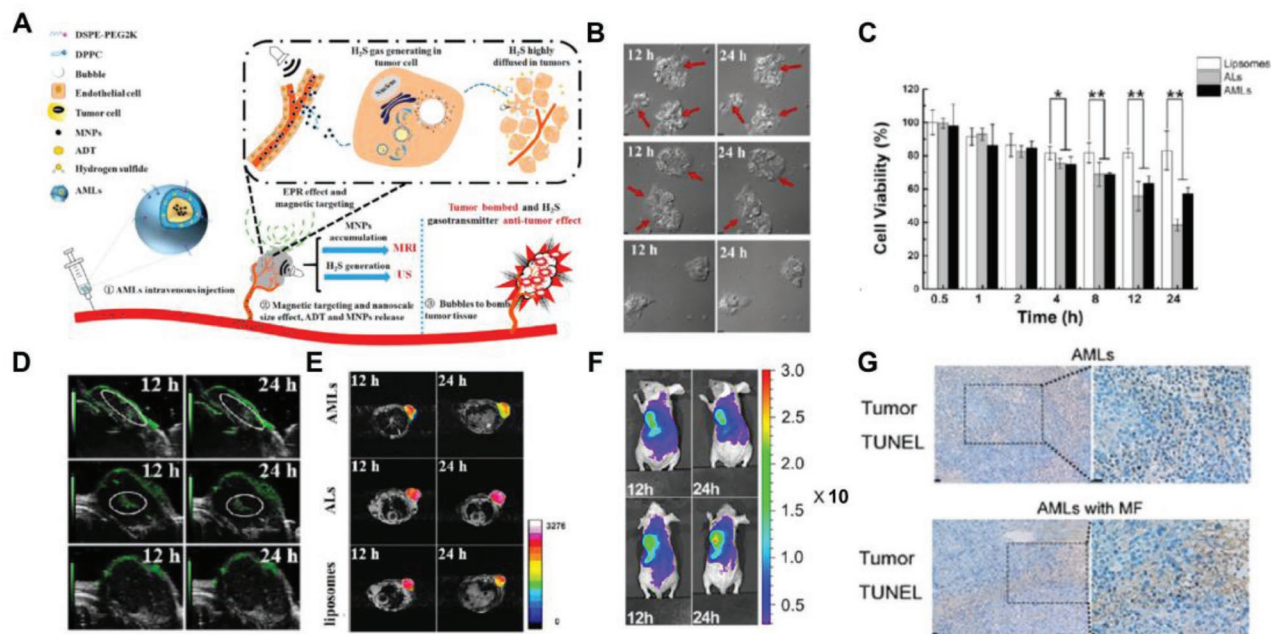 A
DSPE-PEG2K
DPPC
Bubble
Endothelial cell
Tumor cell
MNPs
ADT
Hydrogen sulfide
AMLs
H₂S gas generating in
tumor cell
H₂S highly
diffused in tumors
Nucleus
EPR effect and
magnetic targeting
MNPs
accumulation
MRI
H₂S generation
US
Tumor bombed and H₂S
gasotransmitter anti-tumor effect
① AMLs intravenous injection
② Magnetic targeting and nanoscale
size effect, ADT and MNPs release
③ Bubbles to bomb
tumor tissue
B
12 h
24 h
12 h
24 h
12 h
24 h
C
Cell Viability (%)
120
100
80
60
40
20
0
Liposomes
ALs
AMLs
*
**
**
**
0.5
1
2
4
8
12
24
Time (h)
D
12 h
24 h
12 h
24 h
12 h
24 h
E
12 h
24 h
AMLs
ALs
liposomes
3276
0
F
12h
24h
12h
24h
3.0
2.5
2.0
1.5
1.0
0.5
X 10
G
AMLs
Tumor
TUNEL
AMLs with MF
Tumor
TUNEL